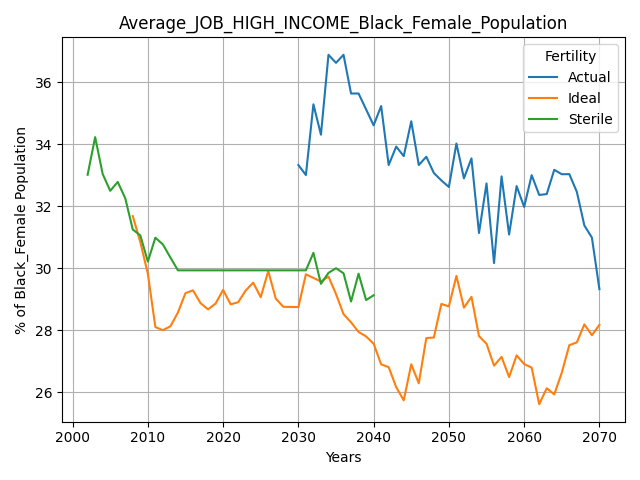 Average_JOB_HIGH_INCOME_Black_Female_Population
Fertility
Actual
Ideal
Sterile
% of Black_Female Population
36
34
32
30
28
26
2000
2010
2020
2030
2040
2050
2060
2070
Years